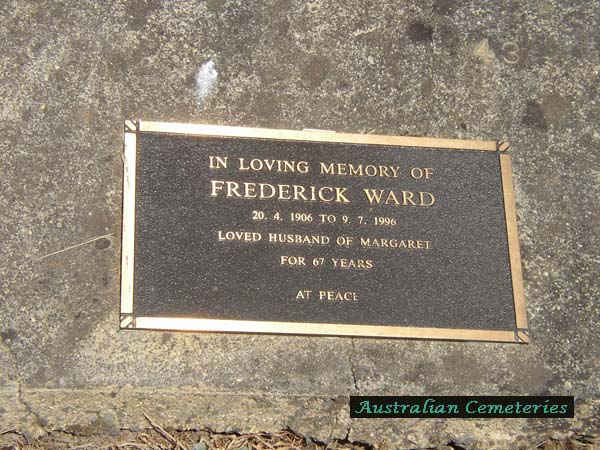 43
IN LOVING MEMORY OF
FREDERICK WARD
20. 4. 1906 TO 9. 7. 1996
LOVED HUSBAND OF MARGARET
FOR 67 YEARS
AT PEACE
Australian Cemeteries